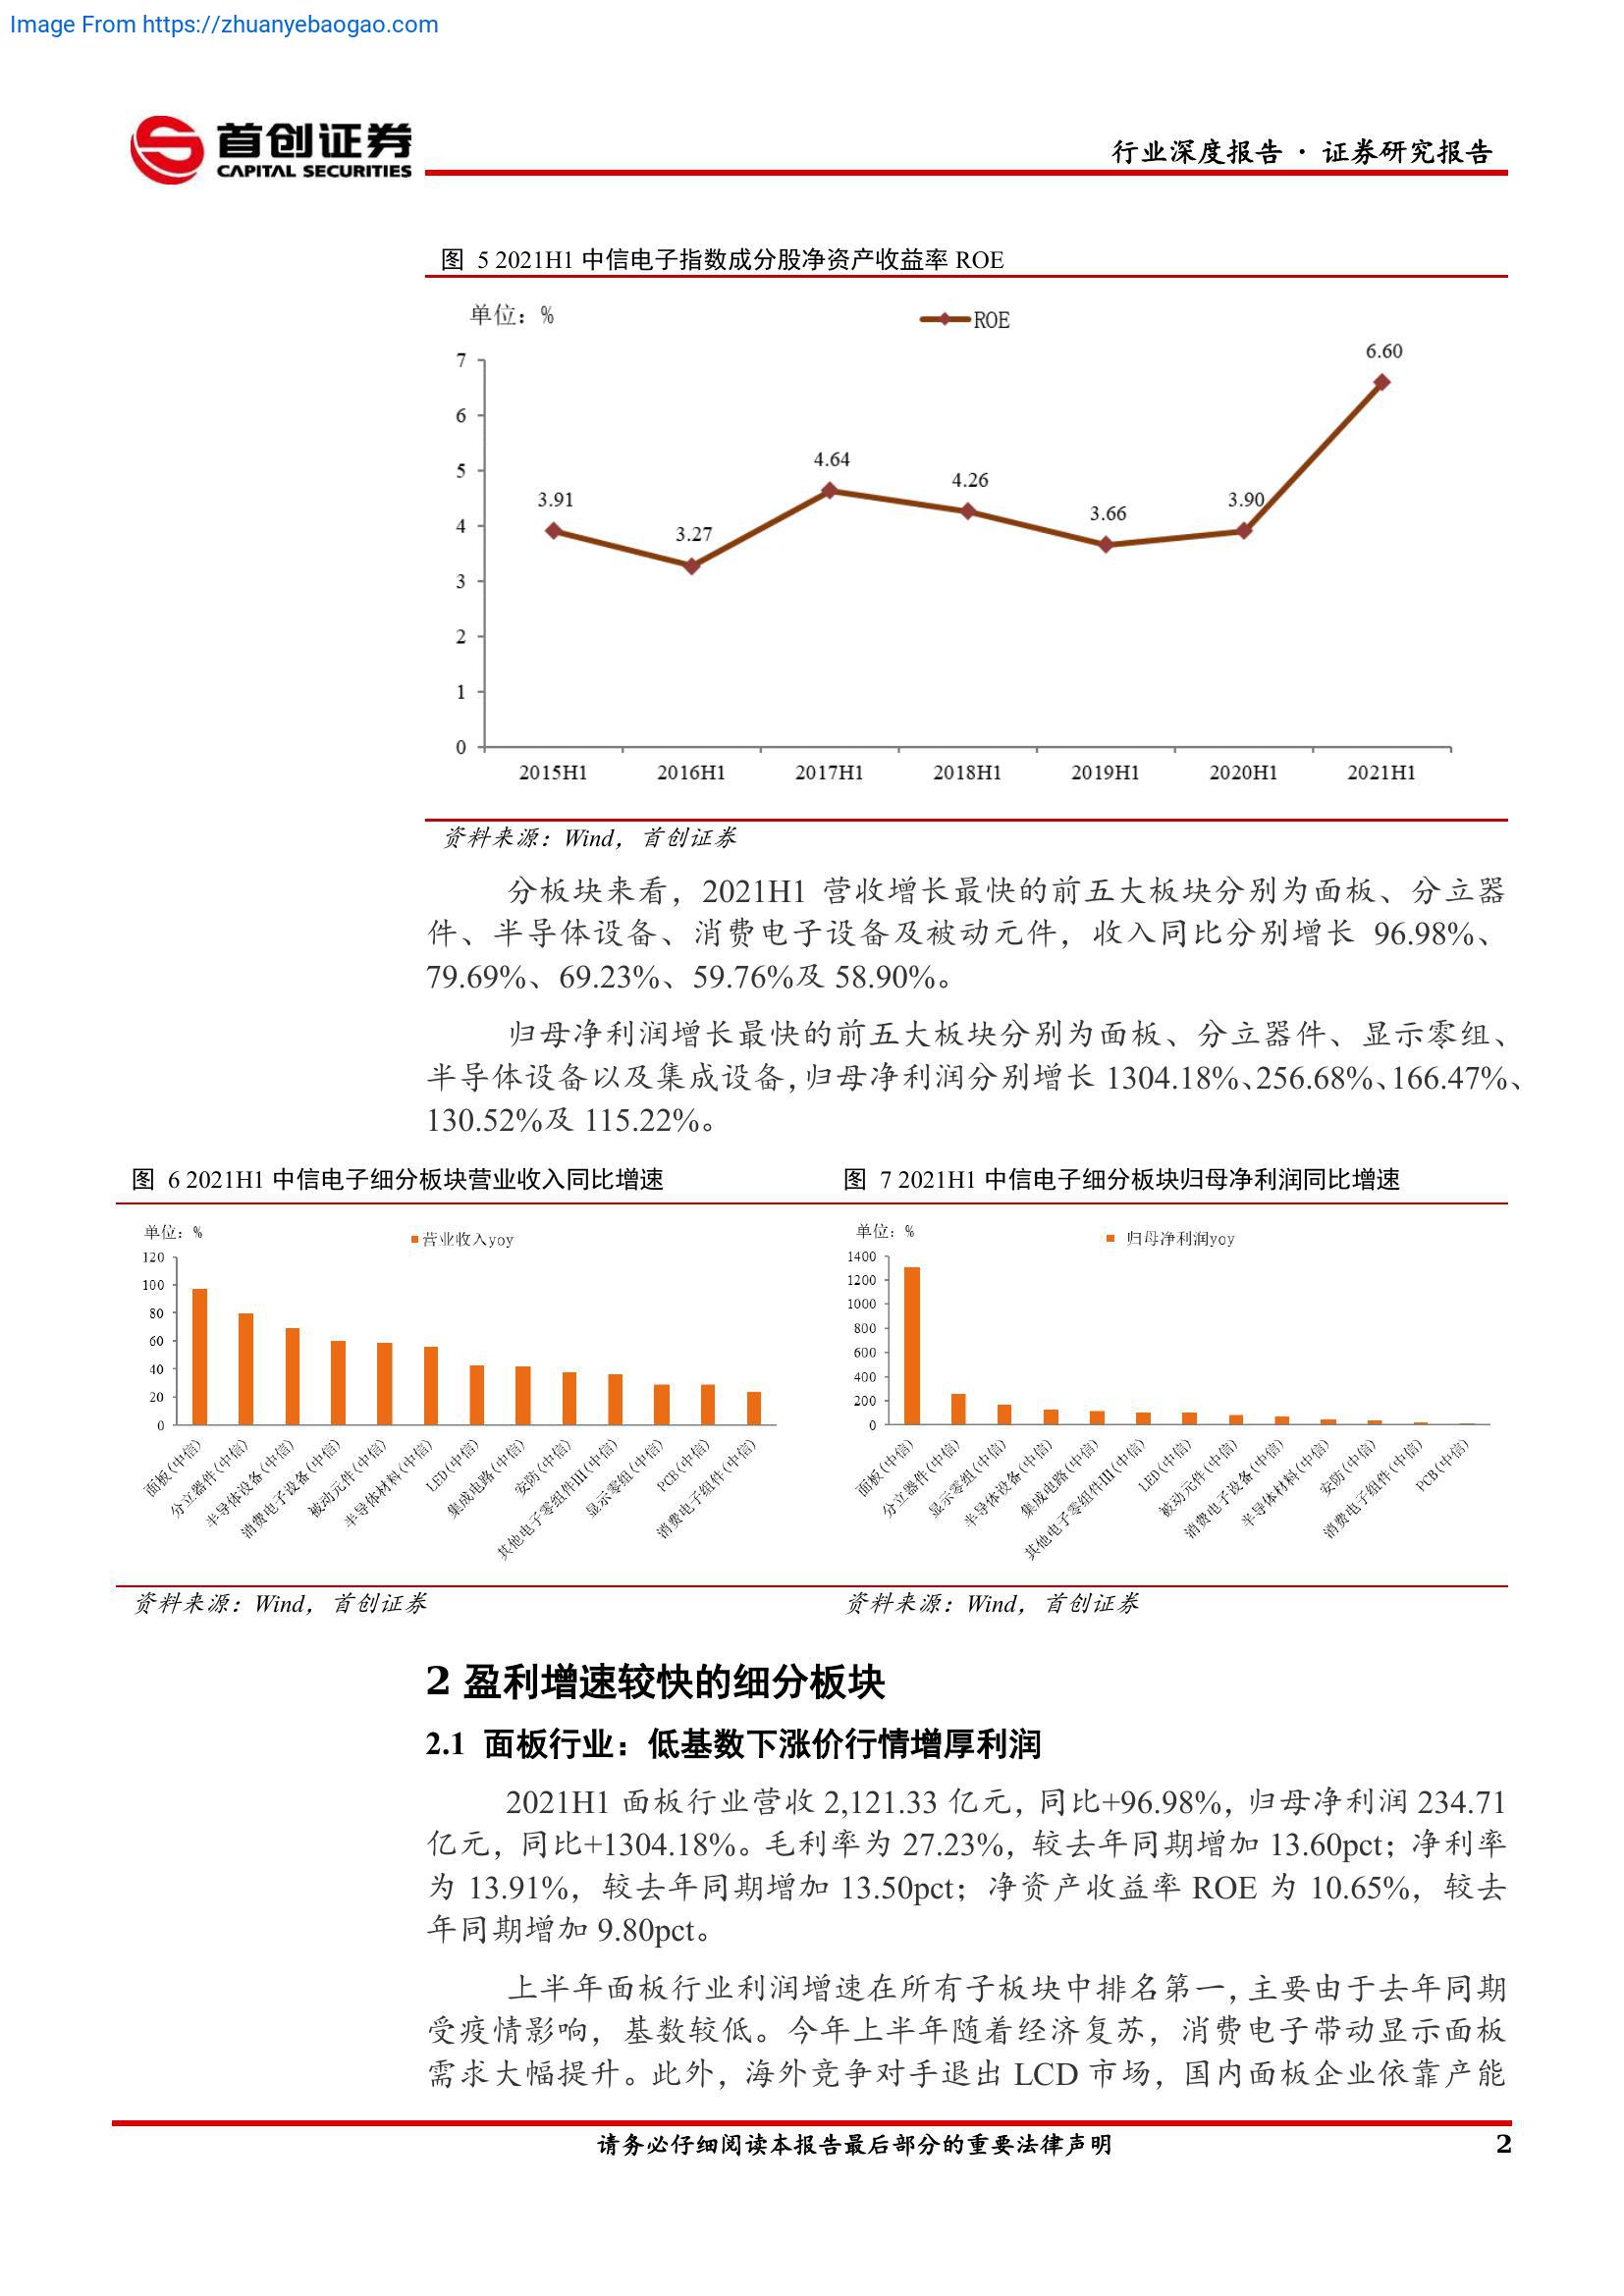 Image From https://zhuanyebaogao.com
首创证券
CAPITAL SECURITIES
行业深度报告 · 证券研究报告
图 5 2021H1 中信电子指数成分股净资产收益率 ROE
单位：%
ROE
7
6
5
4
3
2
1
0
3.91
3.27
4.64
4.26
3.66
3.90
6.60
2015H1 2016H1 2017H1 2018H1 2019H1 2020H1 2021H1
资料来源：Wind，首创证券
分板块来看，2021H1 营收增长最快的前五大板块分别为面板、分立器
件、半导体设备、消费电子设备及被动元件，收入同比分别增长 96.98%、
79.69%、69.23%、59.76%及 58.90%。
归母净利润增长最快的前五大板块分别为面板、分立器件、显示零组、
半导体设备以及集成设备，归母净利润分别增长 1304.18%、256.68%、166.47%、
130.52%及 115.22%。
图 6 2021H1 中信电子细分板块营业收入同比增速
单位：%
营业收入yoy
120
100
80
60
40
20
0
面板(中信)
分立器件(中信)
半导体设备(中信)
消费电子设备(中信)
被动元件(中信)
半导体材料(中信)
LED(中信)
集成电路(中信)
安防(中信)
其他电子零组件III(中信)
显示零组(中信)
PCB(中信)
消费电子组件(中信)
资料来源：Wind，首创证券
图 7 2021H1 中信电子细分板块归母净利润同比增速
单位：%
归母净利润yoy
1400
1200
1000
800
600
400
200
0
面板(中信)
分立器件(中信)
显示零组(中信)
半导体设备(中信)
集成电路(中信)
其他电子零组件III(中信)
LED(中信)
被动元件(中信)
消费电子设备(中信)
半导体材料(中信)
安防(中信)
消费电子组件(中信)
PCB(中信)
资料来源：Wind，首创证券
2 盈利增速较快的细分板块
2.1 面板行业：低基数下涨价行情增厚利润
2021H1 面板行业营收 2,121.33 亿元，同比+96.98%，归母净利润 234.71
亿元，同比+1304.18%。毛利率为 27.23%，较去年同期增加 13.60pct；净利率
为 13.91%，较去年同期增加 13.50pct；净资产收益率 ROE 为 10.65%，较去
年同期增加 9.80pct。
上半年面板行业利润增速在所有子板块中排名第一，主要由于去年同期
受疫情影响，基数较低。今年上半年随着经济复苏，消费电子带动显示面板
需求大幅提升。此外，海外竞争对手退出 LCD 市场，国内面板企业依靠产能
请务必仔细阅读本报告最后部分的重要法律声明
2